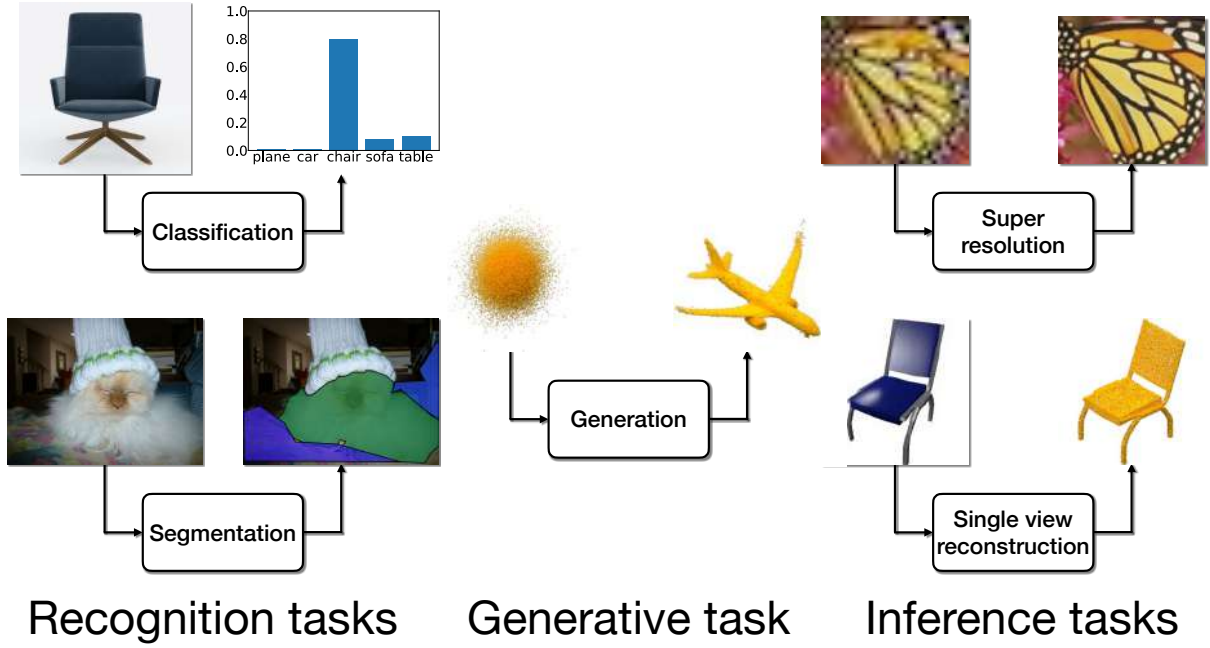 1.0
0.8
0.6
0.4
0.2
0.0
plane car chair sofa table
Classification
Segmentation
Generation
Super
resolution
Single view
reconstruction
Recognition tasks
Generative task
Inference tasks